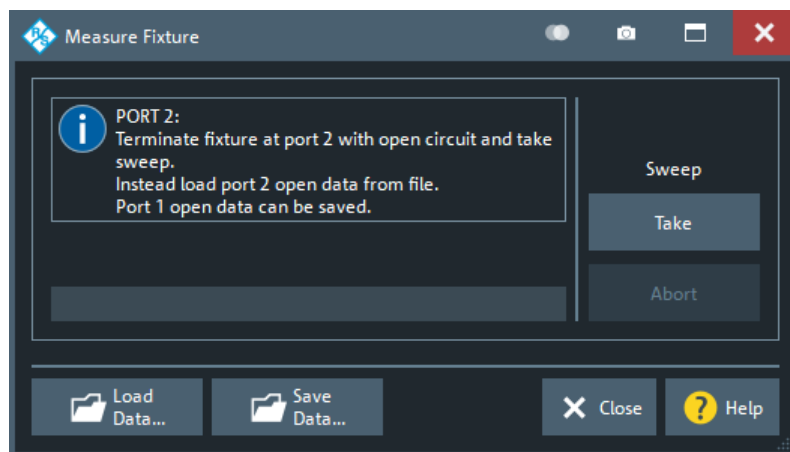 Measure Fixture
PORT 2:
Terminate fixture at port 2 with open circuit and take
sweep.
Instead load port 2 open data from file.
Port 1 open data can be saved.
Sweep
Take
Abort
Load
Data...
Save
Data...
Close
Help